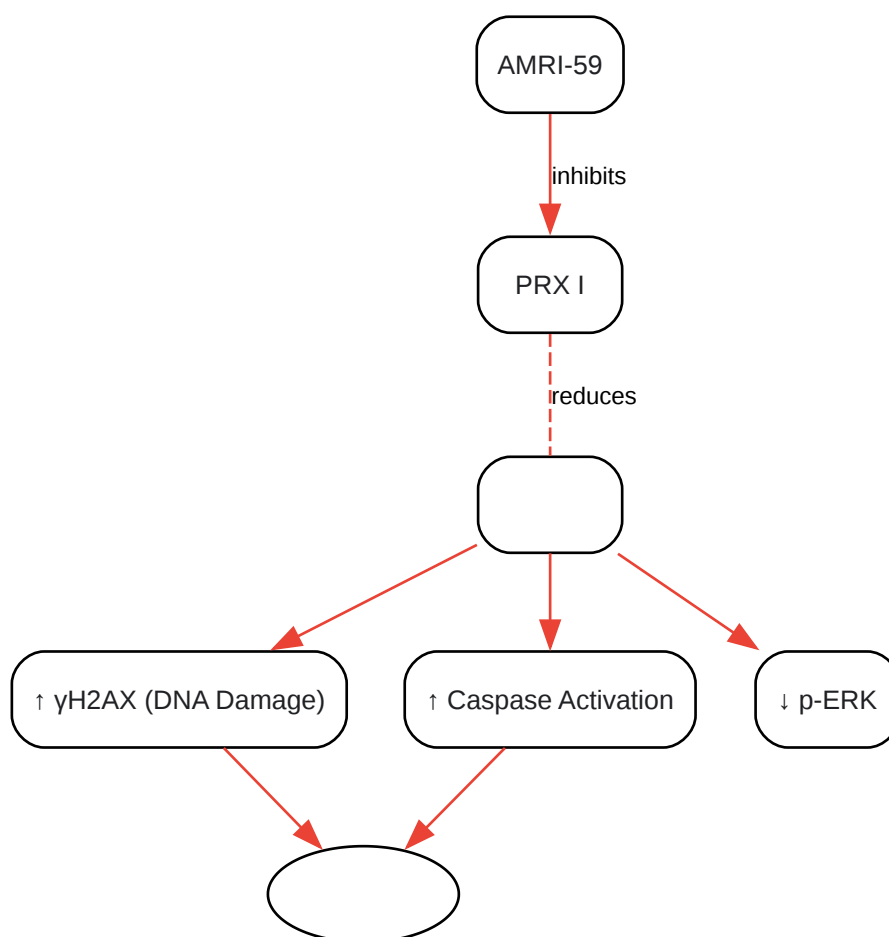 AMRI-59
inhibits
PRX I
reduces
↑ γH2AX (DNA Damage)
↑ Caspase Activation
↓ p-ERK